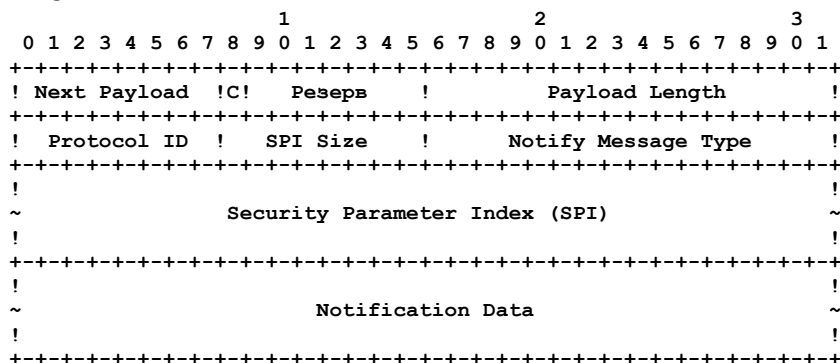 1                   2                   3
 0 1 2 3 4 5 6 7 8 9 0 1 2 3 4 5 6 7 8 9 0 1 2 3 4 5 6 7 8 9 0 1
+-+-+-+-+-+-+-+-+-+-+-+-+-+-+-+-+-+-+-+-+-+-+-+-+-+-+-+-+-+-+-+-+
! Next Payload  !C!   Резерв    !         Payload Length        !
+-+-+-+-+-+-+-+-+-+-+-+-+-+-+-+-+-+-+-+-+-+-+-+-+-+-+-+-+-+-+-+-+
!  Protocol ID  !   SPI Size    !      Notify Message Type      !
+-+-+-+-+-+-+-+-+-+-+-+-+-+-+-+-+-+-+-+-+-+-+-+-+-+-+-+-+-+-+-+-+
!                                                               !
~                Security Parameter Index (SPI)                 ~
!                                                               !
+-+-+-+-+-+-+-+-+-+-+-+-+-+-+-+-+-+-+-+-+-+-+-+-+-+-+-+-+-+-+-+-+
!                                                               !
~                       Notification Data                       ~
!                                                               !
+-+-+-+-+-+-+-+-+-+-+-+-+-+-+-+-+-+-+-+-+-+-+-+-+-+-+-+-+-+-+-+-+